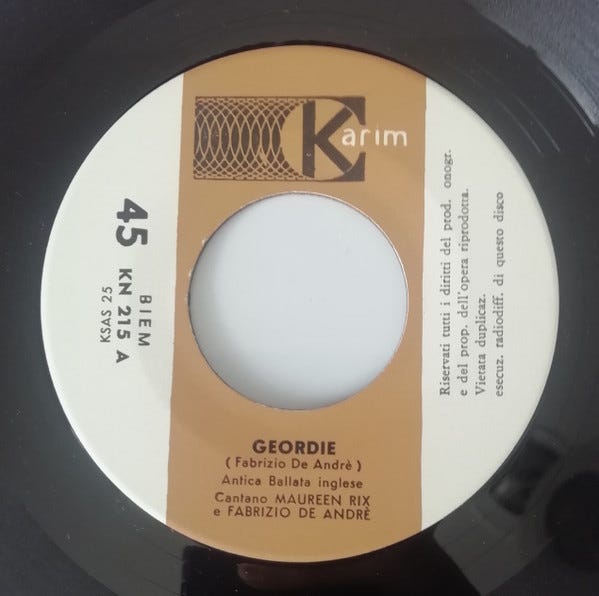 Karim
45
BIEM
KN 215 A
KSAS 25
Riservati tutti i diritti del prod. onogr.
e del prop. dell'opera riprodotta.
Vietata duplicaz.
esecuz. radiodiff. di questo disco
GEORDIE
( Fabrizio De Andrè )
Antica Ballata inglese
Cantano MAUREEN RIX
e FABRIZIO DE ANDRÈ